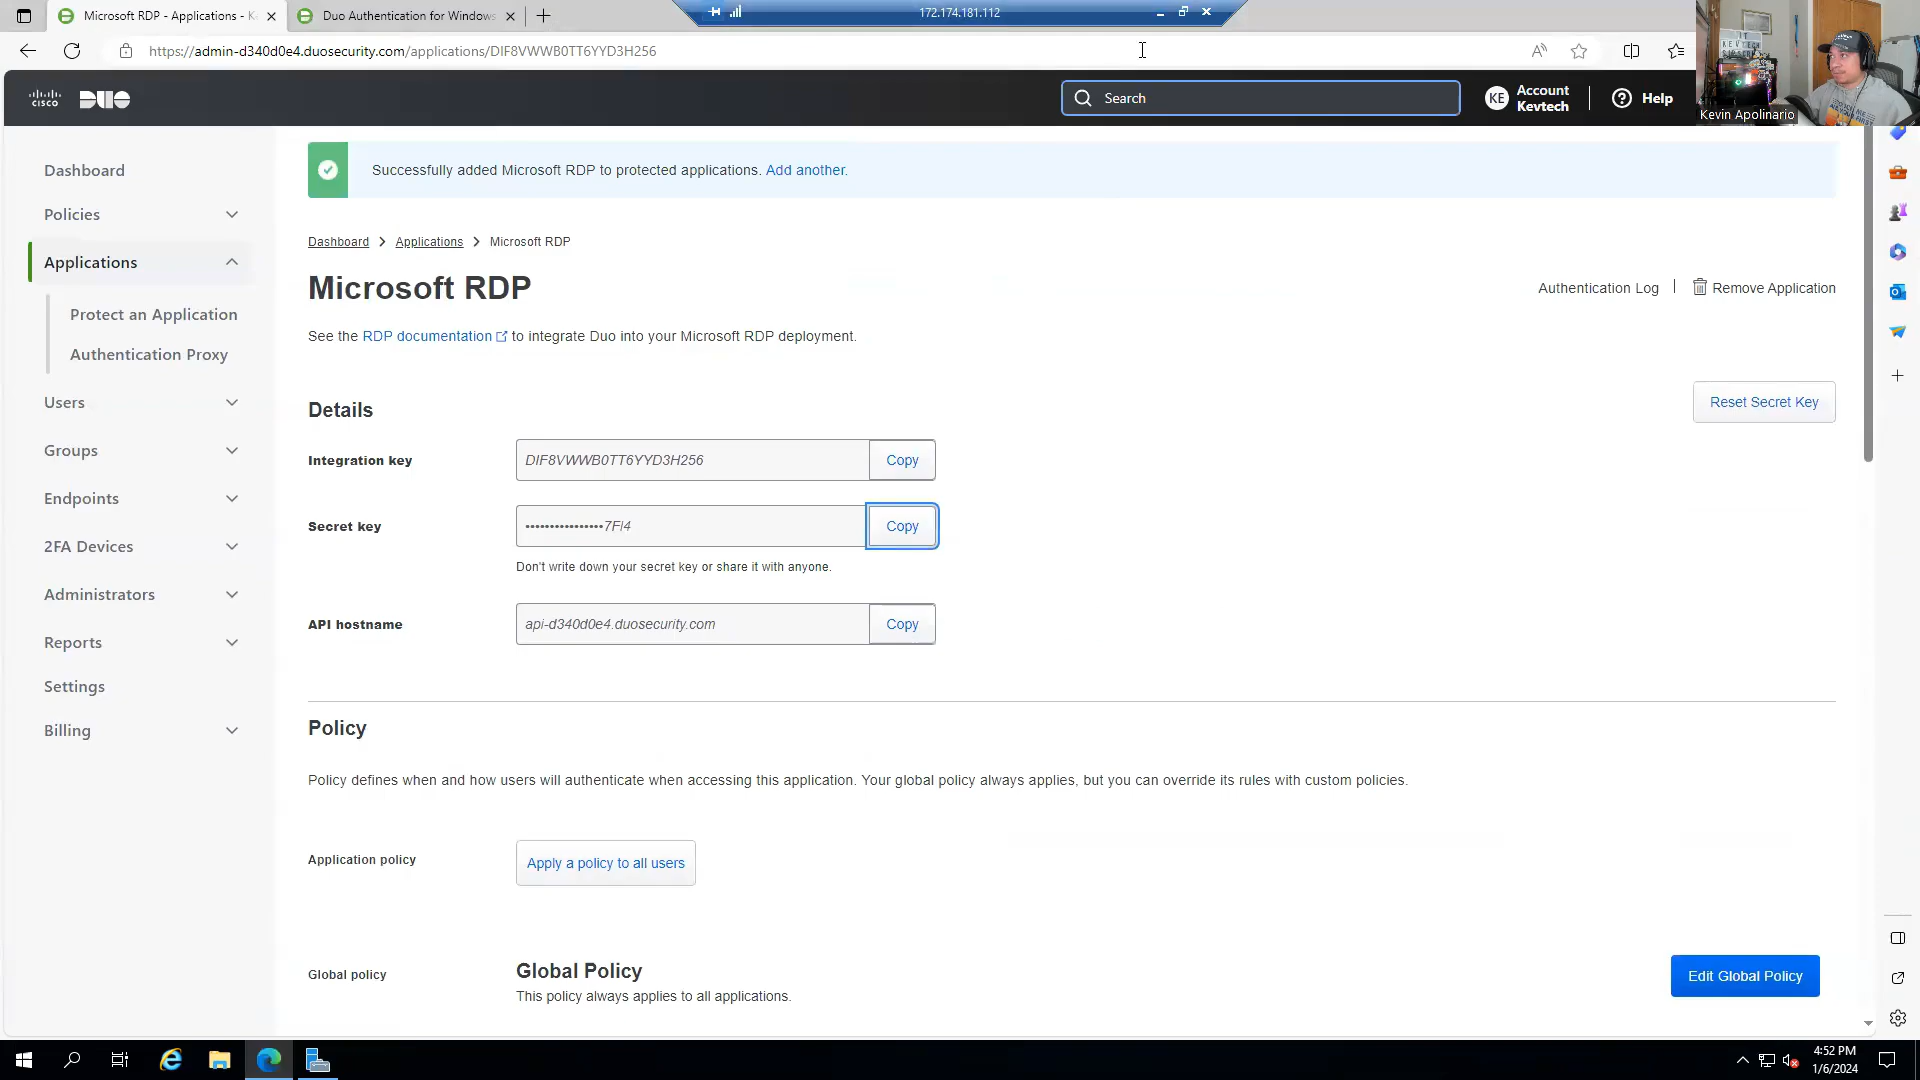 Microsoft RDP - Applications - K
Duo Authentication for Windows
172.174.181.112
https://admin-d340d0e4.duosecurity.com/applications/DIF8VWWB0TT6YYD3H256
CISCO DUO
Search
KE
Account
Kevtech
Help
KEVTECH
Kevin Apolinario
Dashboard
Policies
Applications
Protect an Application
Authentication Proxy
Users
Groups
Endpoints
2FA Devices
Administrators
Reports
Settings
Billing
Successfully added Microsoft RDP to protected applications. Add another.
Dashboard > Applications > Microsoft RDP
Microsoft RDP
Authentication Log | Remove Application
See the RDP documentation to integrate Duo into your Microsoft RDP deployment.
Details
Reset Secret Key
Integration key
DIF8VWWB0TT6YYD3H256
Copy
Secret key
••••••••••••••••7Fl4
Copy
Don't write down your secret key or share it with anyone.
API hostname
api-d340d0e4.duosecurity.com
Copy
Policy
Policy defines when and how users will authenticate when accessing this application. Your global policy always applies, but you can override its rules with custom policies.
Application policy
Apply a policy to all users
Global policy
Global Policy
This policy always applies to all applications.
Edit Global Policy
4:52 PM
1/6/2024